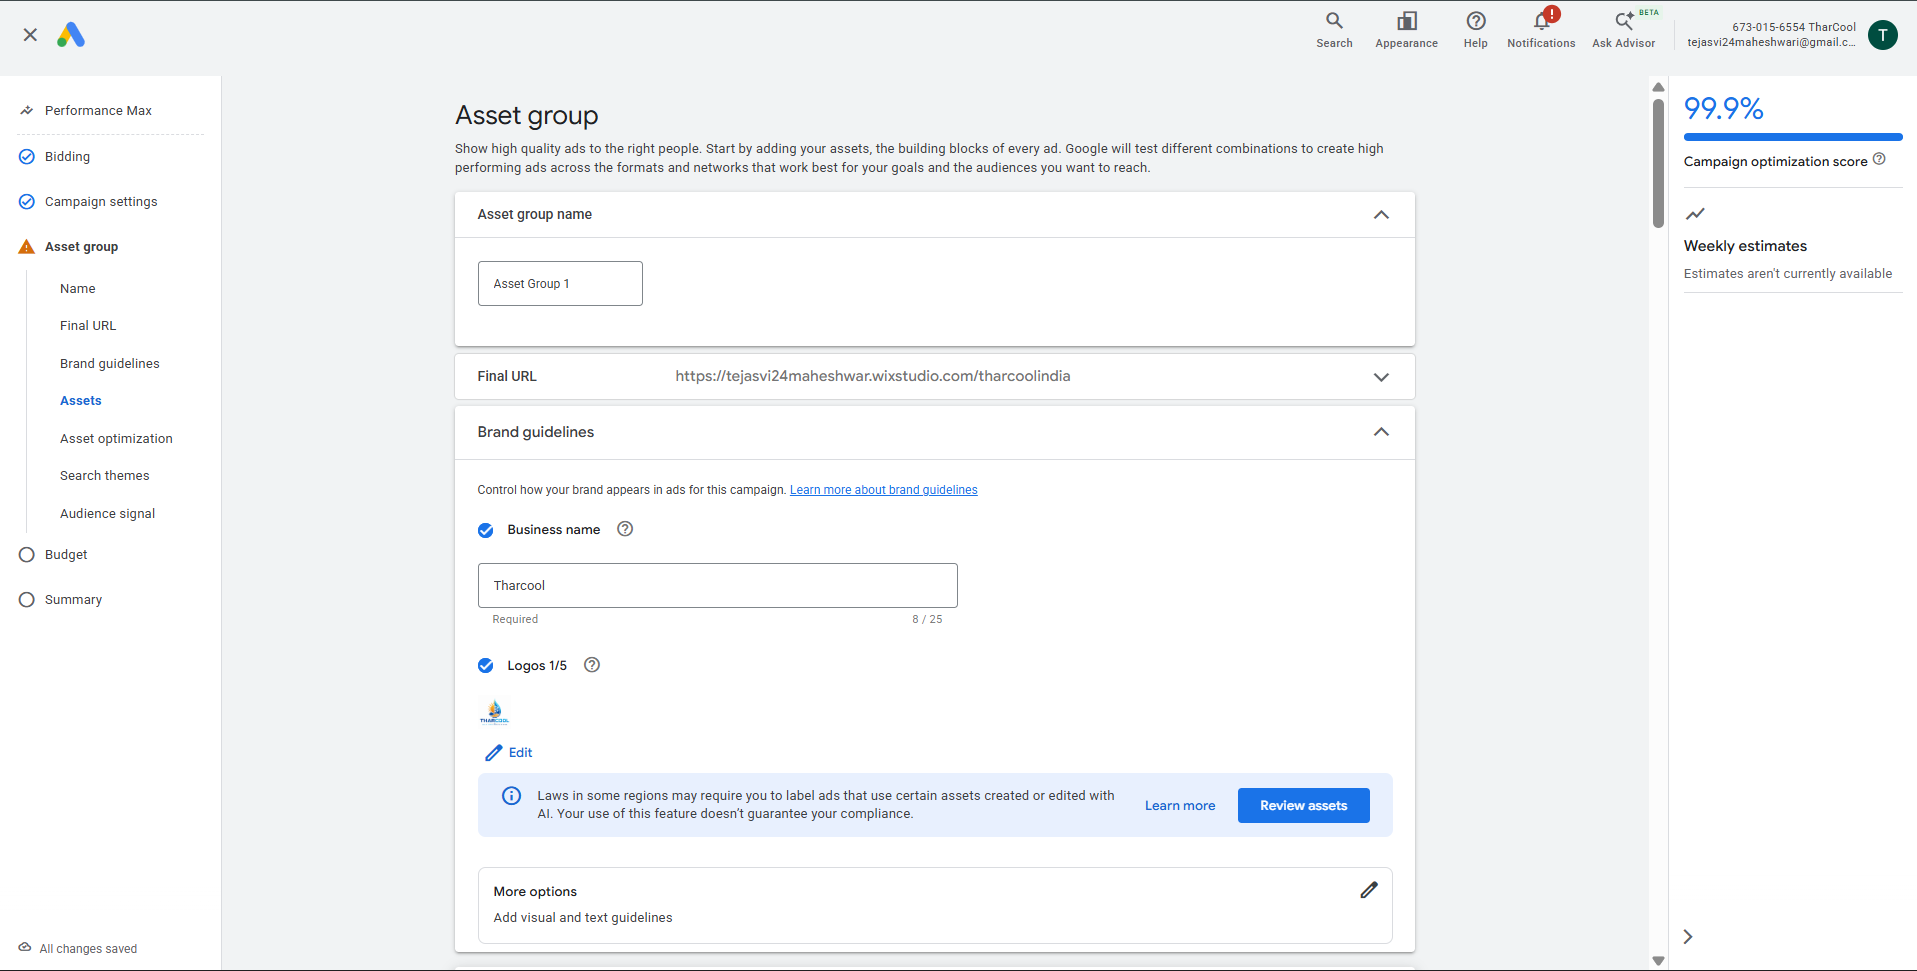 Search
Appearance
Help
Notifications
BETA
Ask Advisor
673-015-6554 TharCool
tejasvi24maheshwari@gmail.c...
T
Performance Max
Bidding
Campaign settings
Asset group
Name
Final URL
Brand guidelines
Assets
Asset optimization
Search themes
Audience signal
Budget
Summary
All changes saved
Asset group
Show high quality ads to the right people. Start by adding your assets, the building blocks of every ad. Google will test different combinations to create high
performing ads across the formats and networks that work best for your goals and the audiences you want to reach.
Asset group name
Asset Group 1
Final URL https://tejasvi24maheshwar.wixstudio.com/tharcoolindia
Brand guidelines
Control how your brand appears in ads for this campaign. Learn more about brand guidelines
Business name
Tharcool
Required 8 / 25
Logos 1/5
THARCOOL
Edit
Laws in some regions may require you to label ads that use certain assets created or edited with
AI. Your use of this feature doesn't guarantee your compliance.
Learn more
Review assets
More options
Add visual and text guidelines
99.9%
Campaign optimization score
Weekly estimates
Estimates aren't currently available